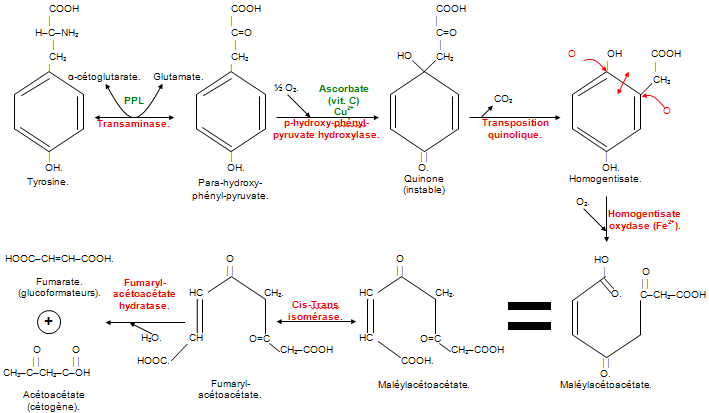 COOH
H–C–NH₂
CH₂
OH.
Tyrosine.
α-cétoglutarate.
Glutamate.
PPL
Transaminase.
COOH
C=O
CH₂
OH.
Para-hydroxy-
phényl-pyruvate.
½ O₂.
Ascorbate
(vit. C)
Cu²⁺
p-hydroxy-phényl-
pyruvate hydroxylase.
COOH
C=O
HO
CH₂
O.
Quinone
(instable)
CO₂
Transposition
quinolique.
O
OH
COOH
CH₂
O
OH.
Homogentisate.
O₂.
Homogentisate
oxydase (Fe²⁺).
HO
O.
O
C–CH₂–COOH
O.
Maléylacétoacétate.
O
HC
CH₂.
HC
O=C
COOH.
CH₂–COOH
Maléylacétoacétate.
Cis-Trans
isomérase.
O
HC
CH₂.
CH
O=C
HOOC.
CH₂–COOH
Fumaryl-
acétoacétate.
Fumaryl-
acétoacétate
hydratase.
H₂O.
HOOC–CH=CH–COOH.
Fumarate.
(glucoformateurs).
+
O O
CH₃–C–CH₂–C–OH
Acétoacétate
(cétogène).